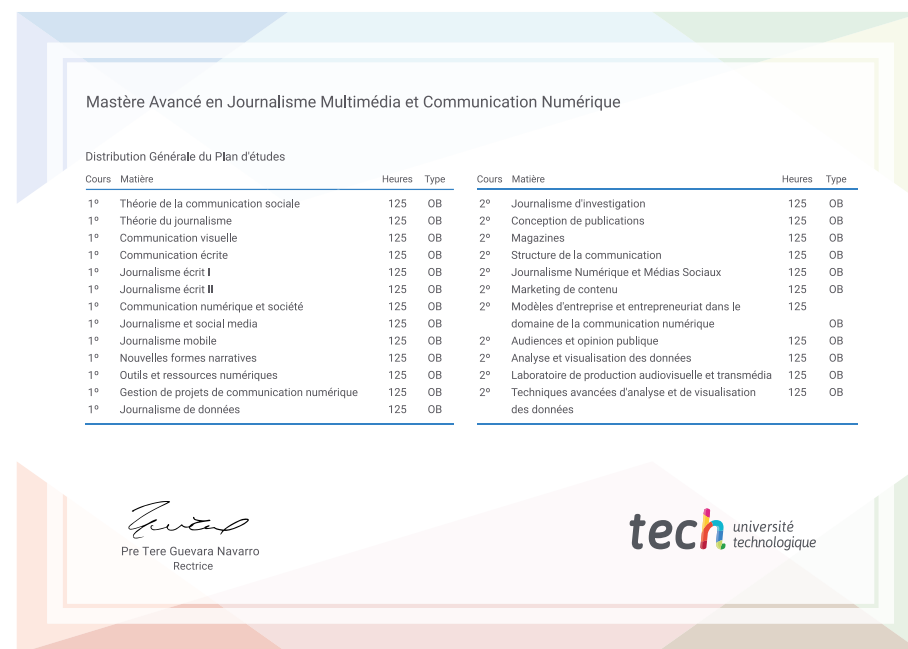 Mastère Avancé en Journalisme Multimédia et Communication Numérique
Distribution Générale du Plan d'études
Cours Matière Heures Type
1º Théorie de la communication sociale 125 OB
1º Théorie du journalisme 125 OB
1º Communication visuelle 125 OB
1º Communication écrite 125 OB
1º Journalisme écrit I 125 OB
1º Journalisme écrit II 125 OB
1º Communication numérique et société 125 OB
1º Journalisme et social media 125 OB
1º Journalisme mobile 125 OB
1º Nouvelles formes narratives 125 OB
1º Outils et ressources numériques 125 OB
1º Gestion de projets de communication numérique 125 OB
1º Journalisme de données 125 OB
Cours Matière Heures Type
2º Journalisme d'investigation 125 OB
2º Conception de publications 125 OB
2º Magazines 125 OB
2º Structure de la communication 125 OB
2º Journalisme Numérique et Médias Sociaux 125 OB
2º Marketing de contenu 125 OB
2º Modèles d'entreprise et entrepreneuriat dans le 125
domaine de la communication numérique OB
2º Audiences et opinion publique 125 OB
2º Analyse et visualisation des données 125 OB
2º Laboratoire de production audiovisuelle et transmédia 125 OB
2º Techniques avancées d'analyse et de visualisation 125 OB
des données
Pre Tere Guevara Navarro
Rectrice
tech université
technologique